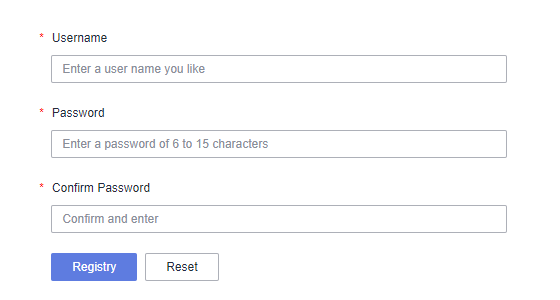 * Username
Enter a user name you like
* Password
Enter a password of 6 to 15 characters
* Confirm Password
Confirm and enter
Registry Reset